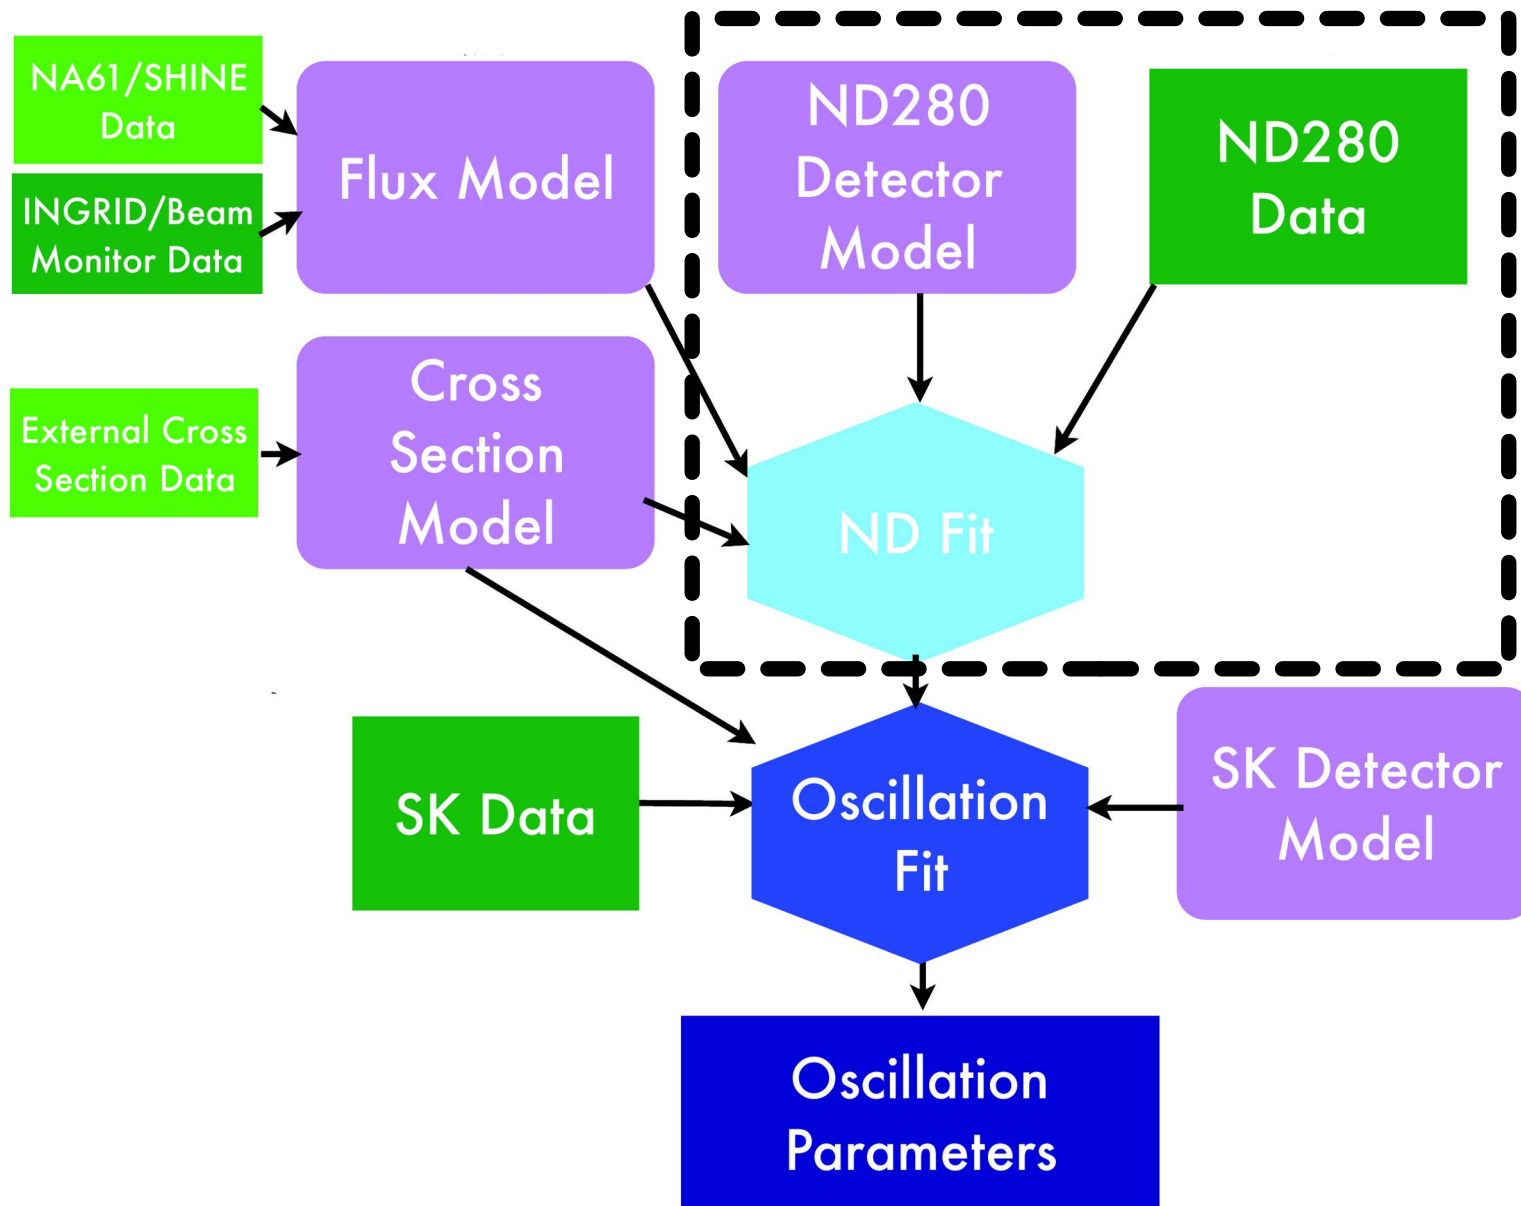 NA61/SHINE
Data
INGRID/Beam
Monitor Data
Flux Model
ND280
Detector
Model
ND280
Data
External Cross
Section Data
Cross
Section
Model
ND Fit
SK Data
Oscillation
Fit
SK Detector
Model
Oscillation
Parameters